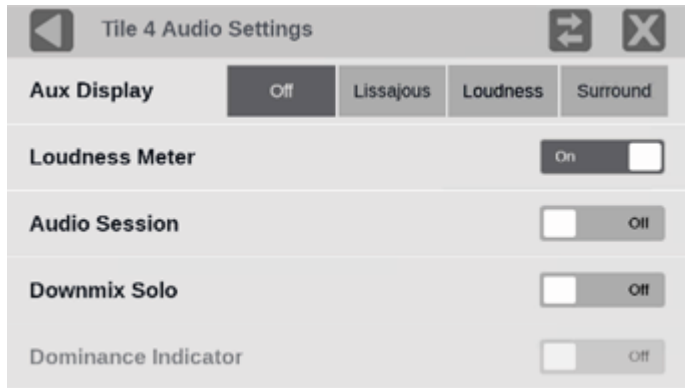 Tile 4 Audio Settings
Aux Display Off Lissajous Loudness Surround
Loudness Meter On
Audio Session Off
Downmix Solo Off
Dominance Indicator Off